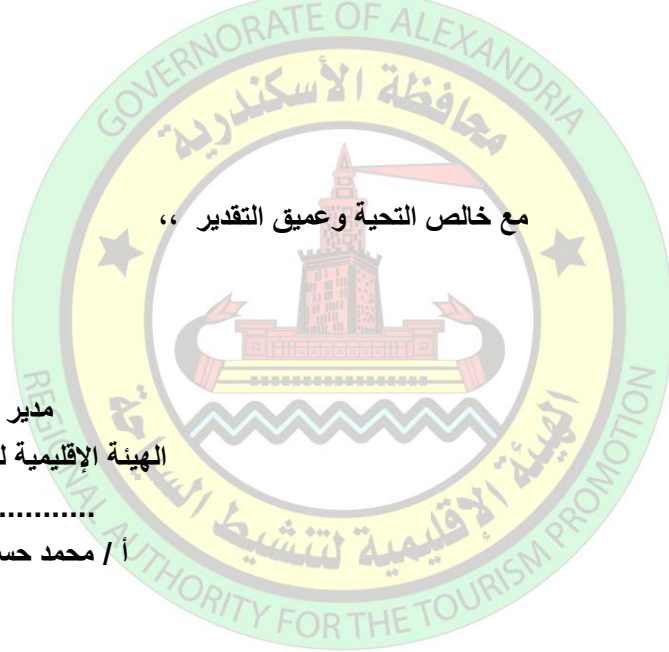 GOVERNORATE OF ALEXANDRIA
محافظة الأسكندرية
مع خالص التحية وعميق التقدير ،،
مدير
الهيئة الإقليمية
...........
أ / محمد
الهيئة الإقليمية لتنشيط السياحة
REGIONAL AUTHORITY FOR THE TOURISM PROMOTION